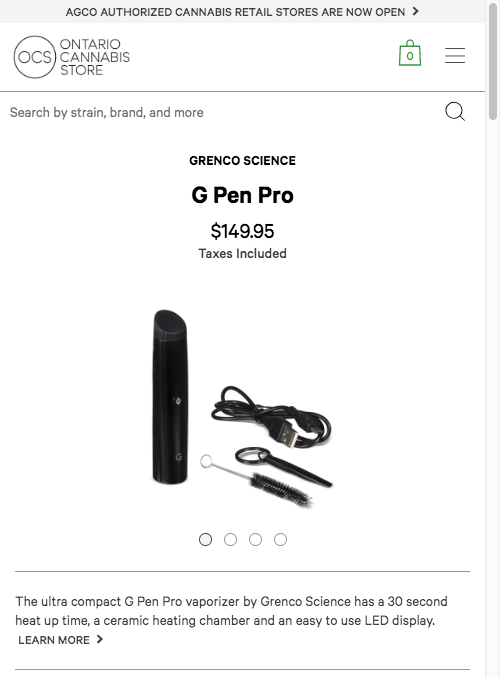 AGCO AUTHORIZED CANNABIS RETAIL STORES ARE NOW OPEN
OCS
ONTARIO
CANNABIS
STORE
0
Search by strain, brand, and more
GRENCO SCIENCE
G Pen Pro
$149.95
Taxes Included
G
The ultra compact G Pen Pro vaporizer by Grenco Science has a 30 second
heat up time, a ceramic heating chamber and an easy to use LED display.
LEARN MORE